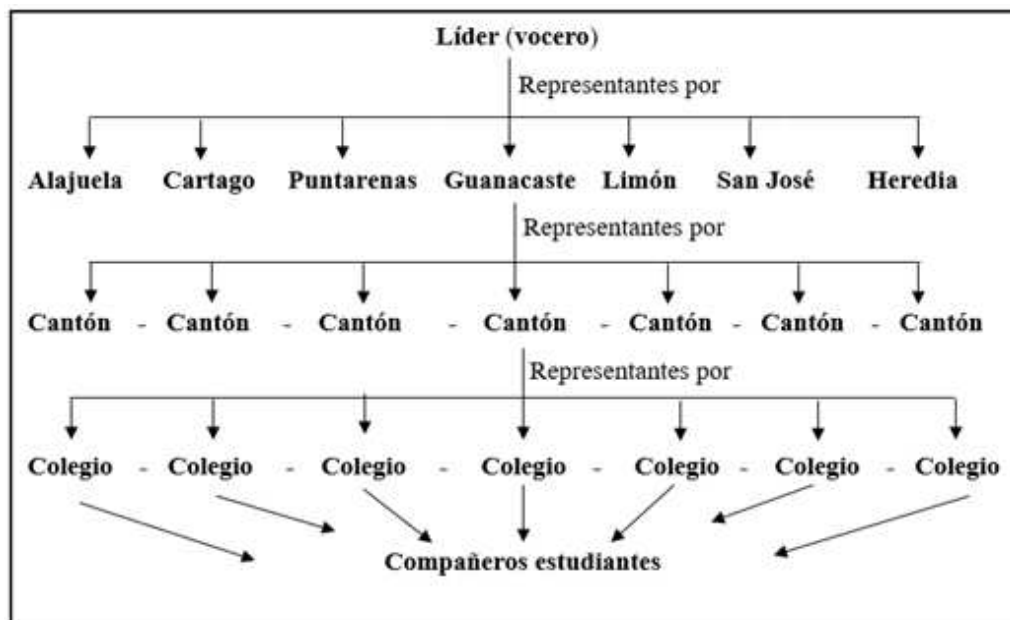 Líder (vocero)
Representantes por
Alajuela Cartago Puntarenas Guanacaste Limón San José Heredia
Representantes por
Cantón - Cantón - Cantón - Cantón - Cantón - Cantón - Cantón
Representantes por
Colegio - Colegio - Colegio - Colegio - Colegio - Colegio - Colegio
Compañeros estudiantes